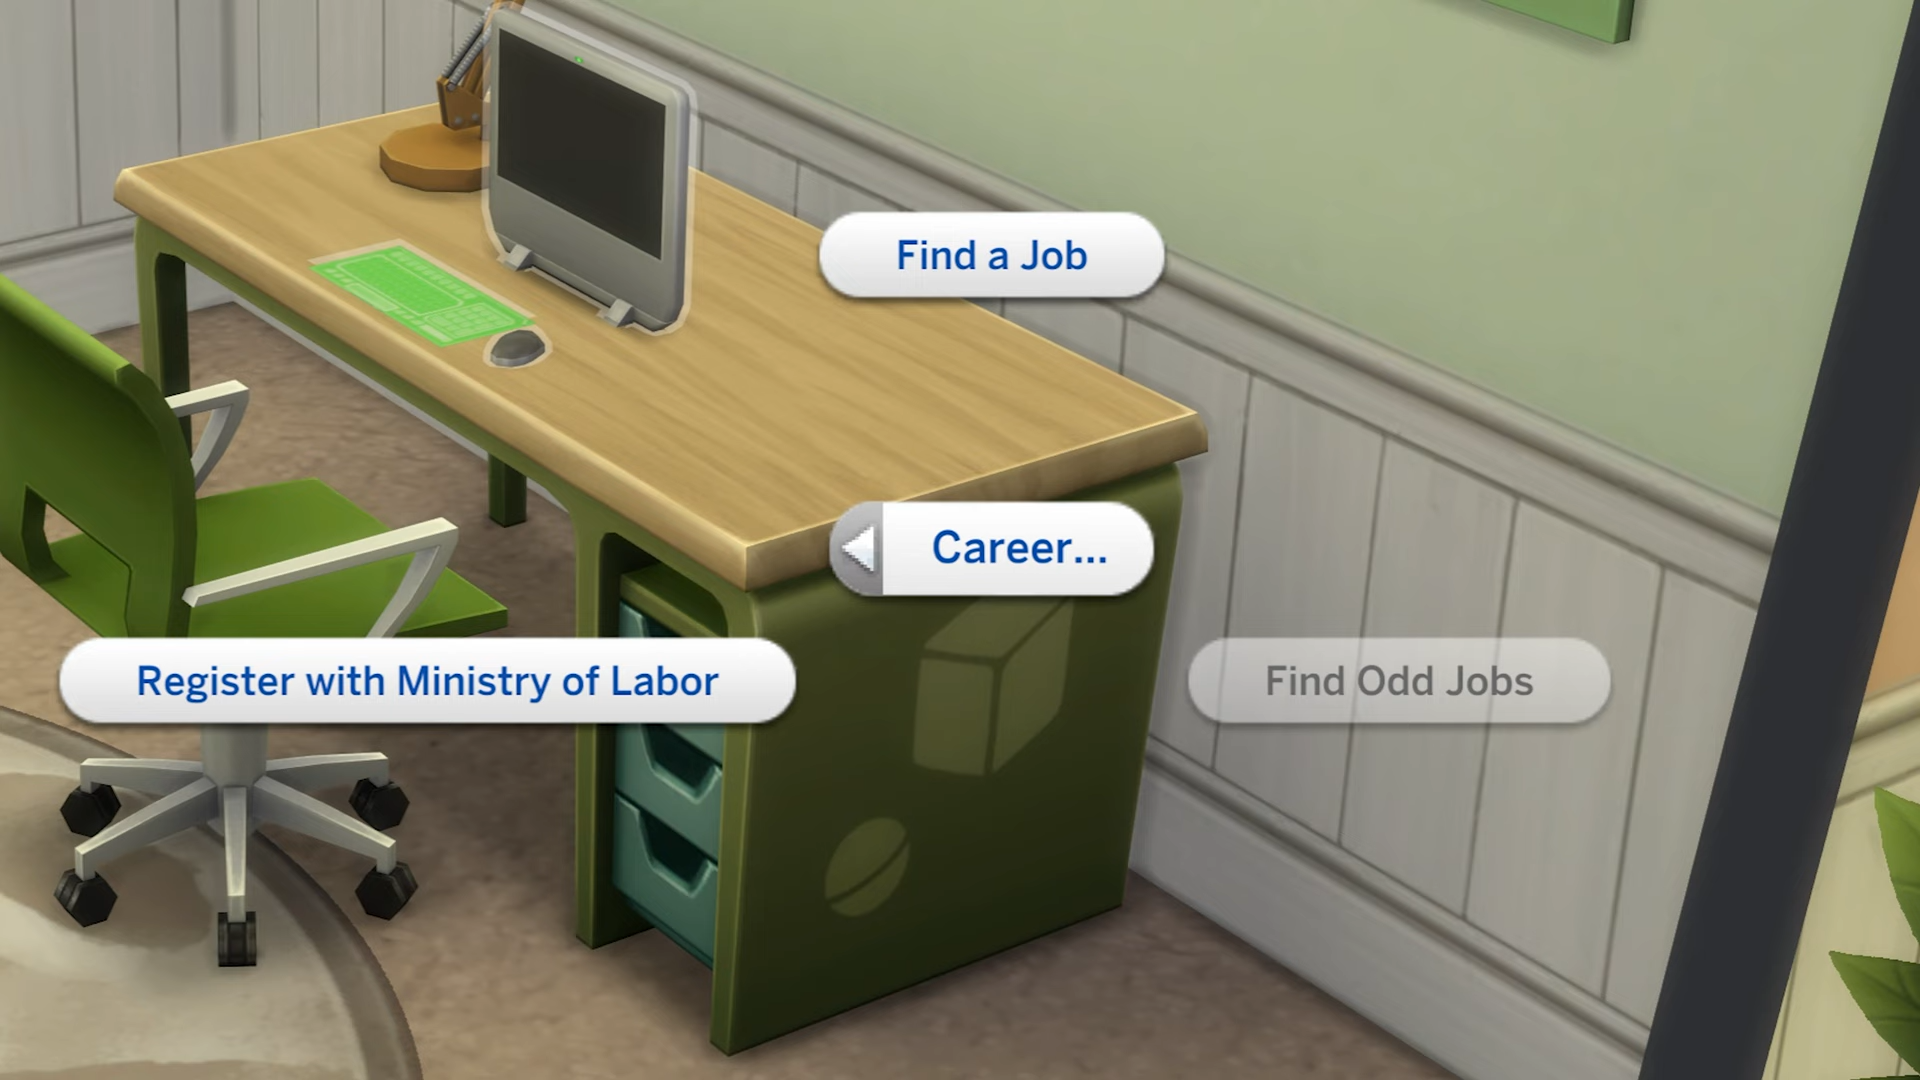 Find a Job
Career...
Register with Ministry of Labor
Find Odd Jobs